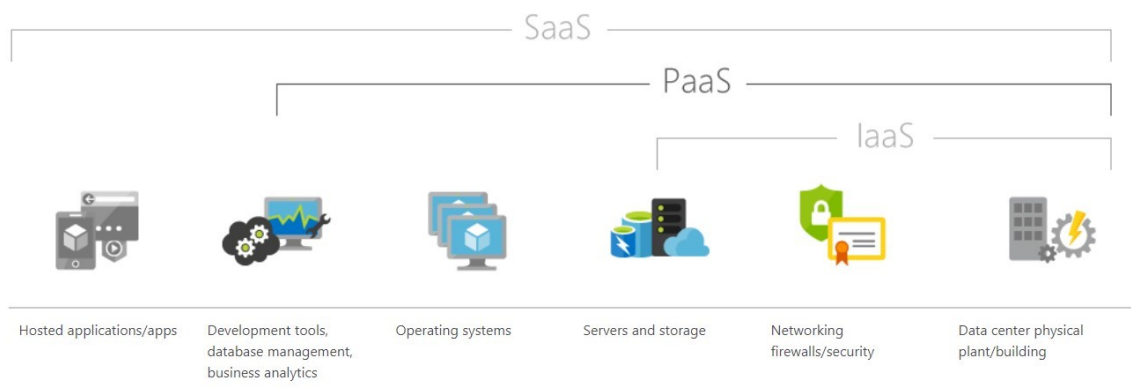 SaaS
PaaS
IaaS
Hosted applications/apps
Development tools,
database management,
business analytics
Operating systems
Servers and storage
Networking
firewalls/security
Data center physical
plant/building